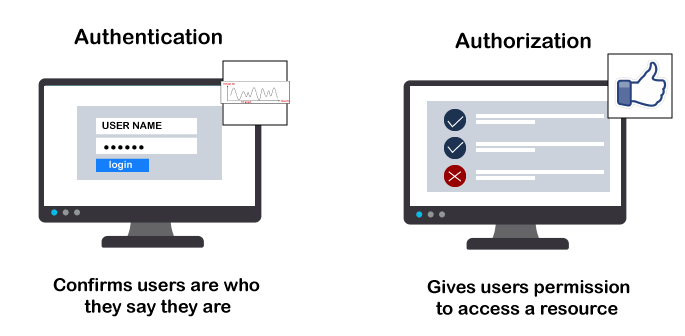 Authentication
USER NAME
login
Confirms users are who
they say they are
Authorization
Gives users permission
to access a resource